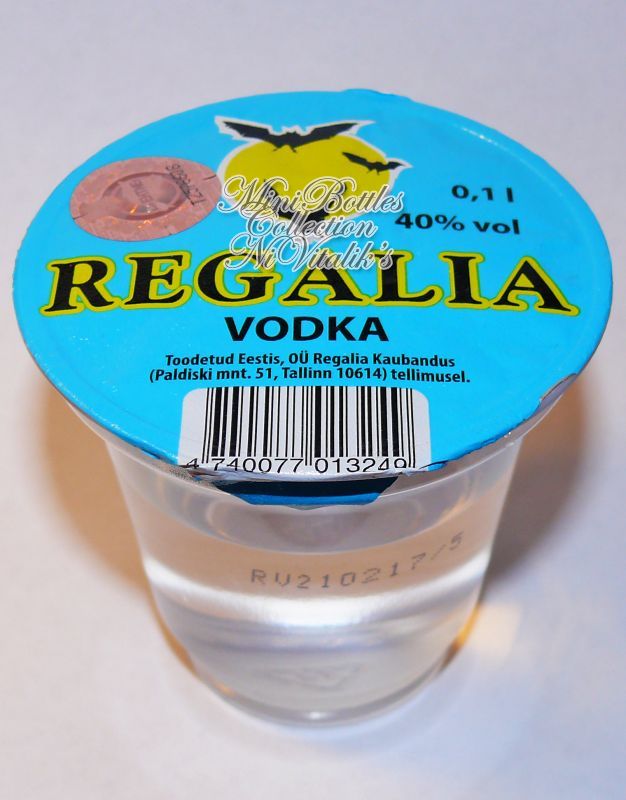 MiniBottles
Collection
NiVitalik's
0,1 l
40% vol
REGALIA
VODKA
Toodetud Eestis, OÜ Regalia Kaubandus
(Paldiski mnt. 51, Tallinn 10614) tellimusel.
4 740077 013249
RV210217/5